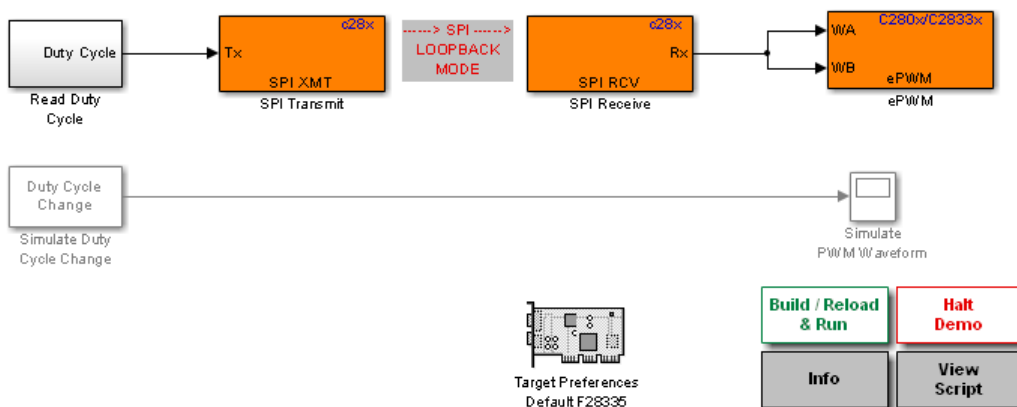 c28x
------> SPI ------>
c28x
C280x/C2833x
Duty Cycle
Tx
LOOPBACK
Rx
WA
MODE
WB
SPI XMT
SPI RCV
ePWM
Read Duty
Cycle
SPI Transmit
SPI Receive
ePWM
Duty Cycle
Change
Simulate Duty
Cycle Change
Simulate
PWM Waveform
Build / Reload
& Run
Halt
Demo
Target Preferences
Default F28335
Info
View
Script